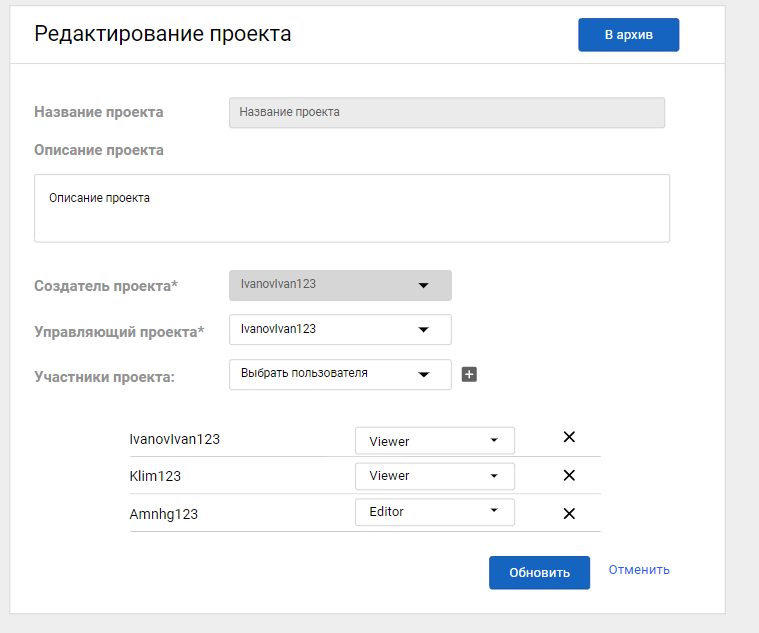 Редактирование проекта
В архив
Название проекта
Название проекта
Описание проекта
Описание проекта
Создатель проекта*
IvanovIvan123
Управляющий проекта*
IvanovIvan123
Участники проекта:
Выбрать пользователя
IvanovIvan123
Viewer
Klim123
Viewer
Amnhg123
Editor
Обновить
Отменить